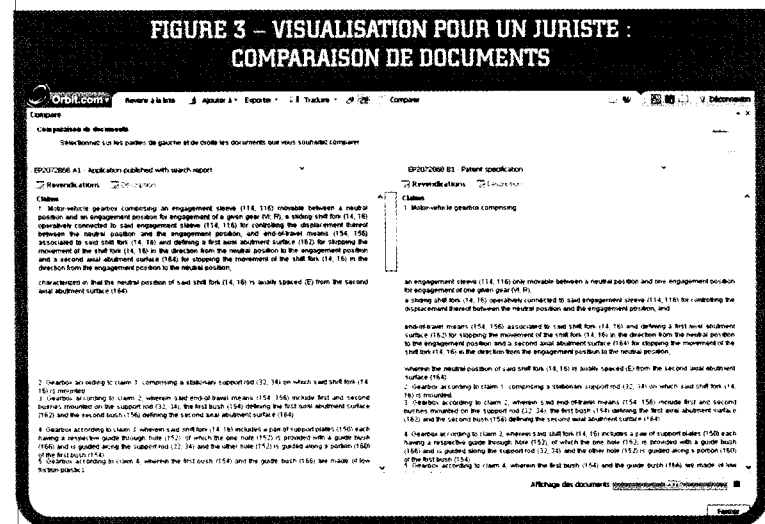 FIGURE 3 – VISUALISATION POUR UN JURISTE :
COMPARAISON DE DOCUMENTS
Orbit.com Revenir à la liste Ajouter à Exporter Traduire Comparer Déconnexion
Compare
Comparaison de documents
Sélectionnez sur les parties de gauche et de droite les documents que vous souhaitez comparer
EP2072868 A1 - Application published with search report
Revendications Description
Claims
1. Motor-vehicle gearbox comprising an engagement sleeve (114, 116) movable between a neutral
position and an engagement position for engagement of a given gear (VI, R), a sliding shift fork (14, 16)
operatively connected to said engagement sleeve (114, 116) for controlling the displacement thereof
between the neutral position and the engagement position, and end-of-travel means (154, 156)
associated to said shift fork (14, 16) and defining a first axial abutment surface (162) for stopping the
movement of the shift fork (14, 16) in the direction from the neutral position to the engagement position
and a second axial abutment surface (164) for stopping the movement of the shift fork (14, 16) in the
direction from the engagement position to the neutral position,
characterized in that the neutral position of said shift fork (14, 16) is axially spaced (E) from the second
axial abutment surface (164)
2. Gearbox according to claim 1, comprising a stationary support rod (32, 34) on which said shift fork (14,
16) is mounted
3. Gearbox according to claim 2, wherein said end-of-travel means (154, 156) include first and second
bushes mounted on the support rod (32, 34), the first bush (154) defining the first axial abutment surface
(162) and the second bush (156) defining the second axial abutment surface (164)
4. Gearbox according to claim 3, wherein said shift fork (14, 16) includes a pair of support plates (150) each
having a respective guide through hole (152), of which the one hole (152) is provided with a guide bush
(166) and is guided along the support rod (32, 34) and the other hole (152) is guided along a portion (160)
of the first bush (154)
5. Gearbox according to claim 4, wherein the first bush (154) and the guide bush (166) are made of low
friction plastics
EP2072868 B1 - Patent specification
Revendications Description
Claims
1. Motor-vehicle gearbox comprising
an engagement sleeve (114, 116) only movable between a neutral position and one engagement position
for engagement of one given gear (VI, R),
a sliding shift fork (14, 16) operatively connected to said engagement sleeve (114, 116) for controlling the
displacement thereof between the neutral position and the engagement position, and
end-of-travel means (154, 156) associated to said shift fork (14, 16) and defining a first axial abutment
surface (162) for stopping the movement of the shift fork (14, 16) in the direction from the neutral position
to the engagement position and a second axial abutment surface (164) for stopping the movement of the
shift fork (14, 16) in the direction from the engagement position to the neutral position,
wherein the neutral position of said shift fork (14, 16) is axially spaced (E) from the second axial abutment
surface (164)
2. Gearbox according to claim 1, comprising a stationary support rod (32, 34) on which said shift fork (14,
16) is mounted
3. Gearbox according to claim 2, wherein said end-of-travel means (154, 156) include first and second
bushes mounted on the support rod (32, 34), the first bush (154) defining the first axial abutment surface
(162) and the second bush (156) defining the second axial abutment surface (164)
4. Gearbox according to claim 3, wherein said shift fork (14, 16) includes a pair of support plates (150) each
having a respective guide through hole (152), of which the one hole (152) is provided with a guide bush
(166) and is guided along the support rod (32, 34) and the other hole (152) is guided along a portion (160)
of the first bush (154)
5. Gearbox according to claim 4, wherein the first bush (154) and the guide bush (166) are made of low
Affichage des documents
Fermer